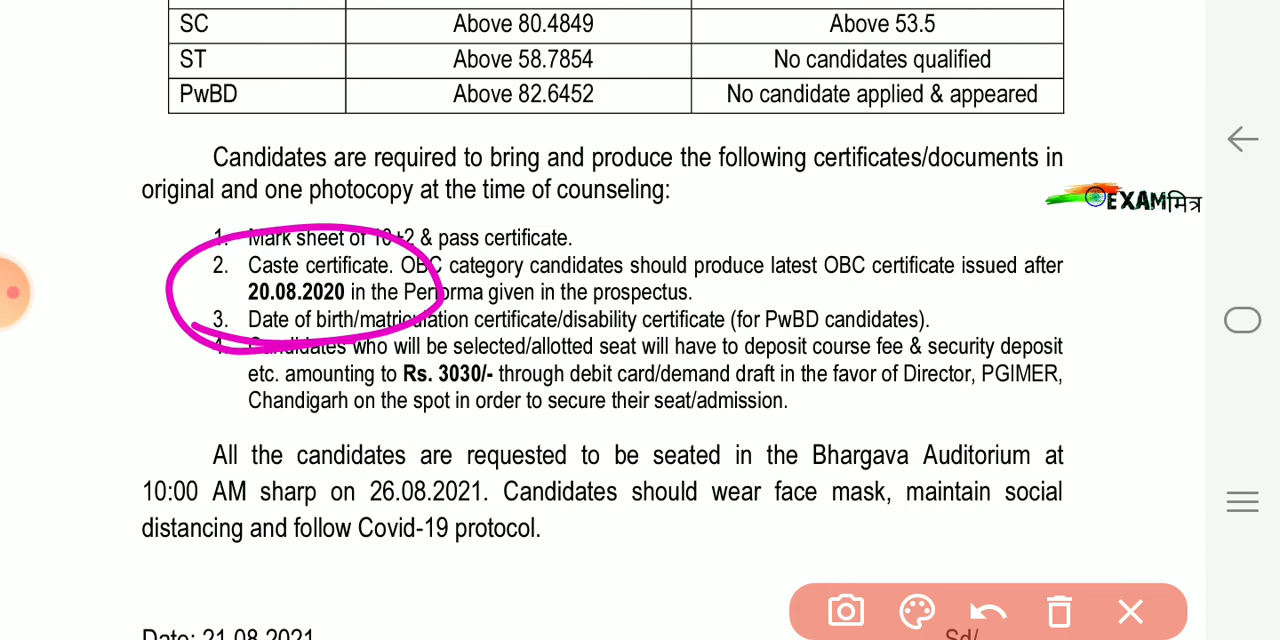 SC Above 80.4849 Above 53.5
ST Above 58.7854 No candidates qualified
PwBD Above 82.6452 No candidate applied & appeared
Candidates are required to bring and produce the following certificates/documents in
original and one photocopy at the time of counseling:
EXAMमित्र
1. Mark sheet of 10+2 & pass certificate.
2. Caste certificate. OBC category candidates should produce latest OBC certificate issued after
20.08.2020 in the Performa given in the prospectus.
3. Date of birth/matriculation certificate/disability certificate (for PwBD candidates).
4. Candidates who will be selected/allotted seat will have to deposit course fee & security deposit
etc. amounting to Rs. 3030/- through debit card/demand draft in the favor of Director, PGIMER,
Chandigarh on the spot in order to secure their seat/admission.
All the candidates are requested to be seated in the Bhargava Auditorium at
10:00 AM sharp on 26.08.2021. Candidates should wear face mask, maintain social
distancing and follow Covid-19 protocol.
Date: 21.08.2021 Sd/